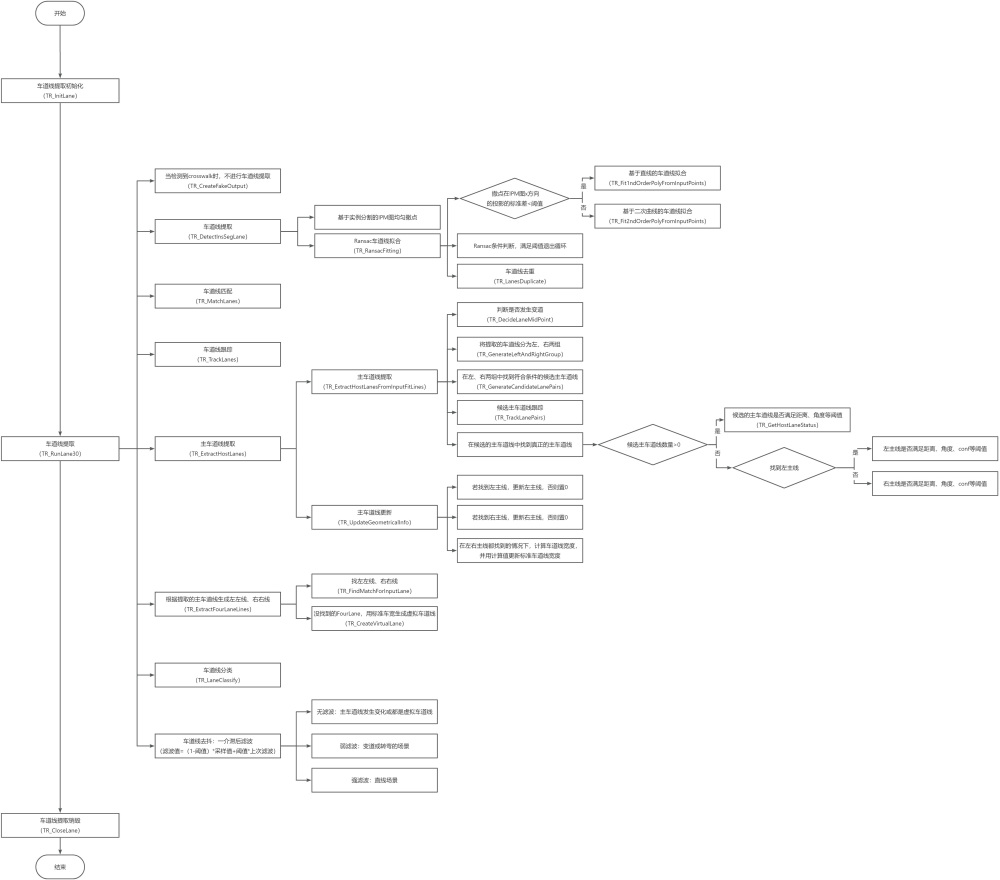 开始
车道线提取初始化
(TR_InitLane)
当检测到crosswalk时，不进行车道线提取
(TR_CreateFakeOutput)
车道线提取
(TR_DetectInsSegLane)
基于实例分割的IPM图均匀撒点
Ransac车道线拟合
(TR_RansacFitting)
撒点在IPM图x方向
的投影的标准差<阈值
是
否
基于直线的车道线拟合
(TR_Fit1ndOrderPolyFromInputPoints)
基于二次曲线的车道线拟合
(TR_Fit2ndOrderPolyFromInputPoints)
Ransac条件判断，满足阈值退出循环
车道线去重
(TR_LanesDuplicate)
车道线匹配
(TR_MatchLanes)
车道线跟踪
(TR_TrackLanes)
车道线提取
(TR_RunLane30)
主车道线提取
(TR_ExtractHostLanes)
主车道线提取
(TR_ExtractHostLanesFromInputFitLines)
判断是否发生变道
(TR_DecideLaneMidPoint)
将提取的车道线分为左、右两组
(TR_GenerateLeftAndRightGroup)
在左、右两组中找到符合条件的候选主车道线
(TR_GenerateCandidateLanePairs)
候选主车道线跟踪
(TR_TrackLanePairs)
在候选的主车道线中找到真正的主车道线
候选主车道线数量>0
是
否
候选的主车道线是否满足距离、角度等阈值
(TR_GetHostLaneStatus)
找到左主线
是
否
左主线是否满足距离、角度、conf等阈值
右主线是否满足距离、角度、conf等阈值
主车道线更新
(TR_UpdateGeometricalInfo)
若找到左主线，更新左主线，否则置0
若找到右主线，更新右主线，否则置0
在左右主线都找到的情况下，计算车道线宽度，
并用计算值更新标准车道线宽度
根据提取的主车道线生成左左线、右右线
(TR_ExtractFourLaneLines)
找左左线、右右线
(TR_FindMatchForInputLane)
没找到的FourLane，用标准车宽生成虚拟车道线
(TR_CreateVirtualLane)
车道线分类
(TR_LaneClassify)
车道线去抖：一介滞后滤波
(滤波值=（1-阈值）*采样值+阈值*上次滤波)
无滤波：主车道线发生变化或都是虚拟车道线
弱滤波：变道或转弯的场景
强滤波：直线场景
车道线提取销毁
(TR_CloseLane)
结束